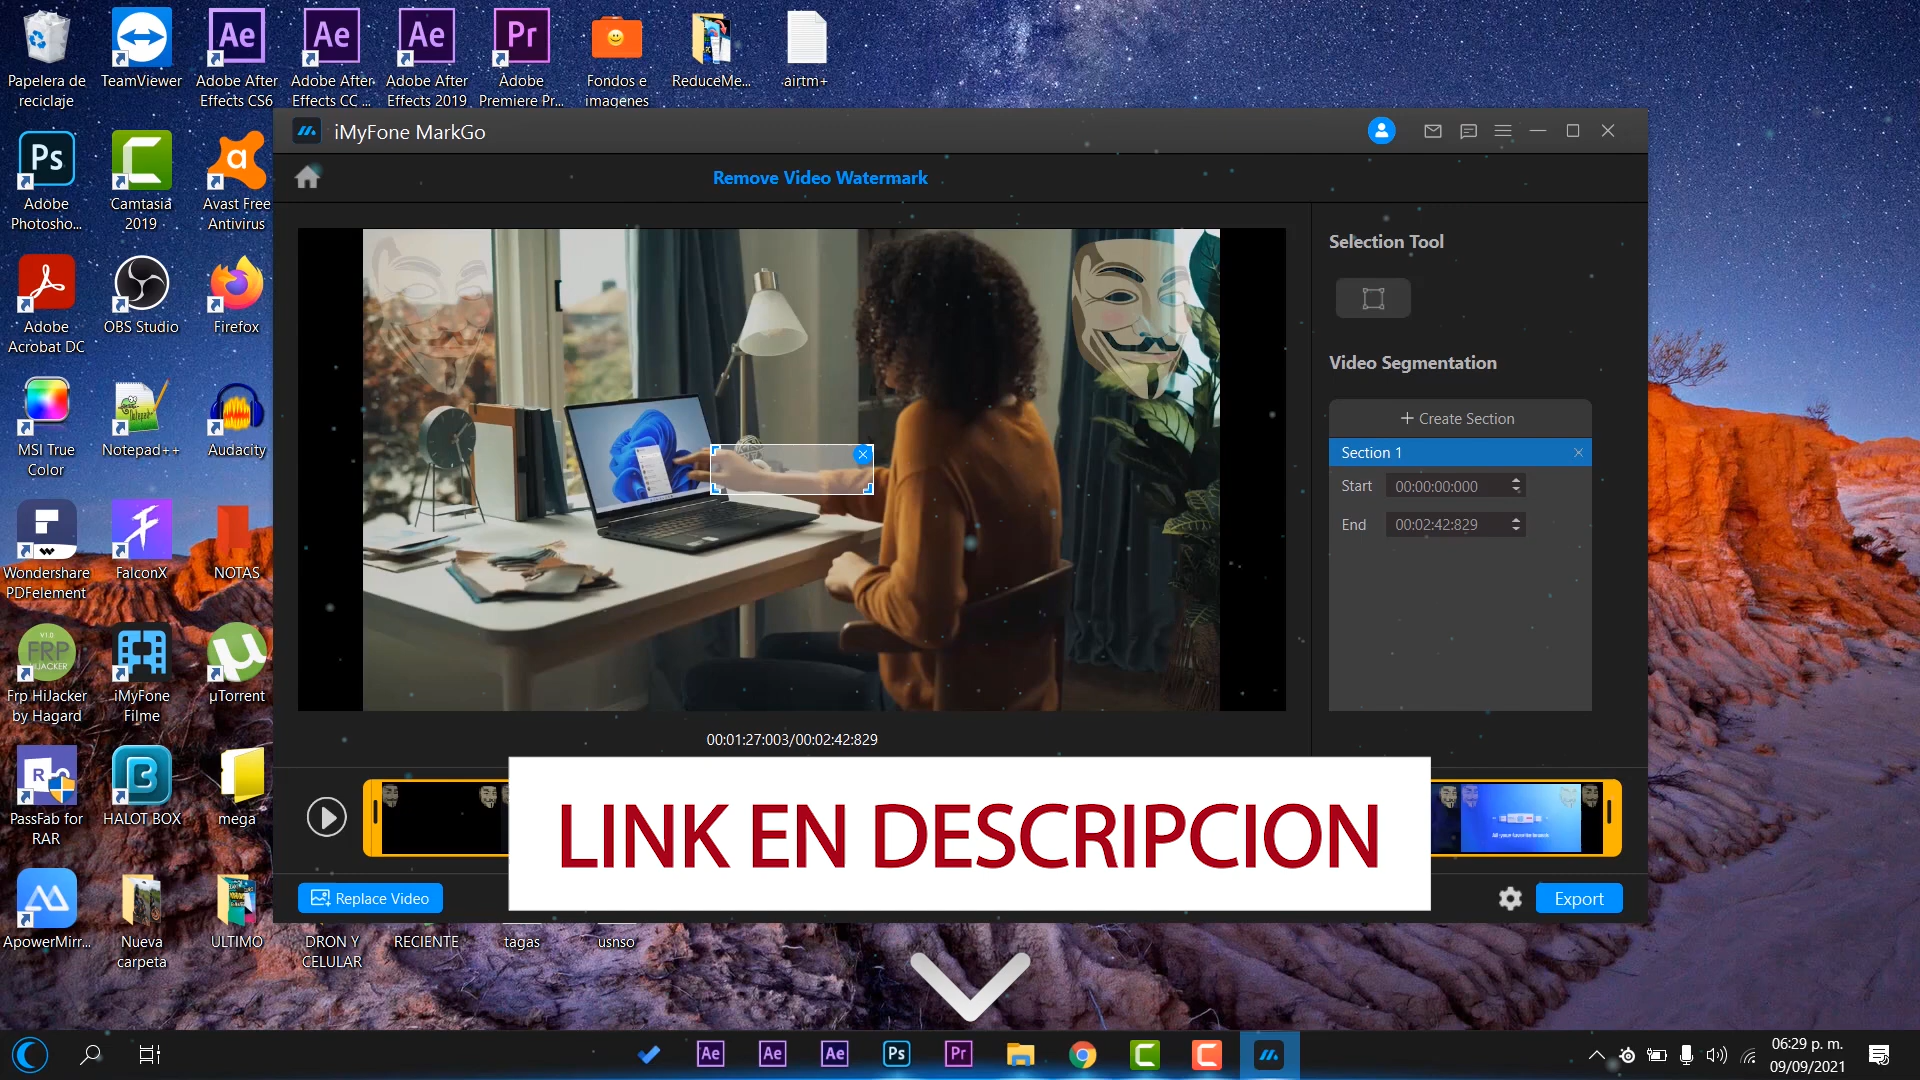 Papelera de
reciclaje
TeamViewer
Adobe After
Effects CS6
Adobe After
Effects CC ...
Adobe After
Effects 2019
Adobe
Premiere Pr...
Fondos e
imagenes
ReduceMe...
airtm+
iMyFone MarkGo
Remove Video Watermark
Adobe
Photosho...
Camtasia
2019
Avast Free
Antivirus
Adobe
Acrobat DC
OBS Studio
Firefox
MSI True
Color
Notepad++
Audacity
Wondershare
PDFelement
FalconX
NOTAS
Frp HiJacker
by Hagard
iMyFone
Filme
µTorrent
PassFab for
RAR
HALOT BOX
mega
ApowerMirr...
Nueva
carpeta
ULTIMO
DRON Y
CELULAR
RECIENTE
tagas
usnso
Selection Tool
Video Segmentation
+ Create Section
Section 1
Start 00:00:00:000
End 00:02:42:829
00:01:27:003/00:02:42:829
LINK EN DESCRIPCION
Replace Video
Export
06:29 p. m.
09/09/2021